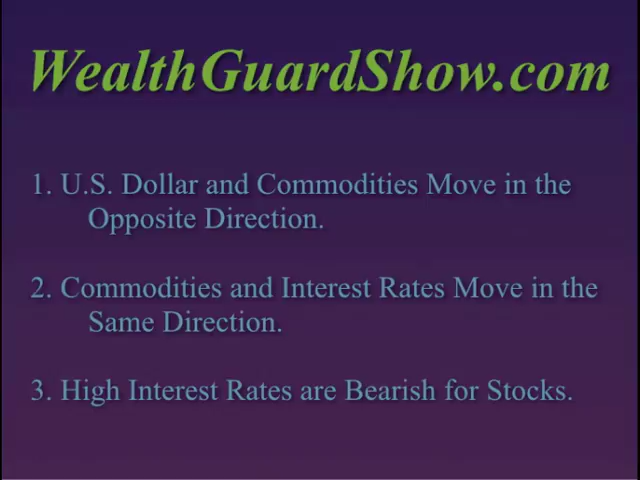 WealthGuardShow.com
1. U.S. Dollar and Commodities Move in the
Opposite Direction.
2. Commodities and Interest Rates Move in the
Same Direction.
3. High Interest Rates are Bearish for Stocks.